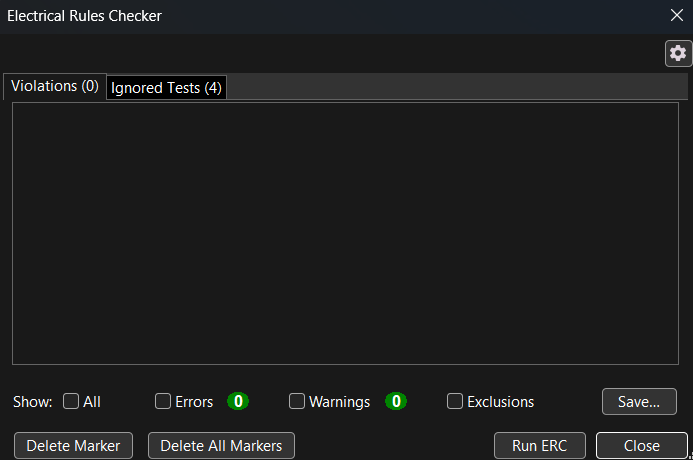 Electrical Rules Checker
Violations (0) Ignored Tests (4)
Show: All Errors 0 Warnings 0 Exclusions Save...
Delete Marker Delete All Markers Run ERC Close